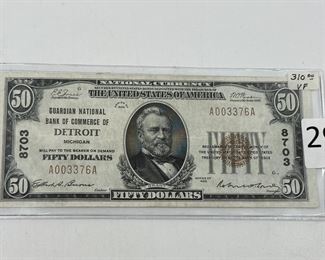 NATIONAL CURRENCY
310 00
VF
THE UNITED STATES OF AMERICA
50
50
GUARDIAN NATIONAL
BANK OF COMMERCE OF
DETROIT
MICHIGAN
WILL PAY TO THE BEARER ON DEMAND
FIFTY DOLLARS
A003376A
A003376A
8703
8703
FIFTY
29
50
50
FIFTY DOLLARS